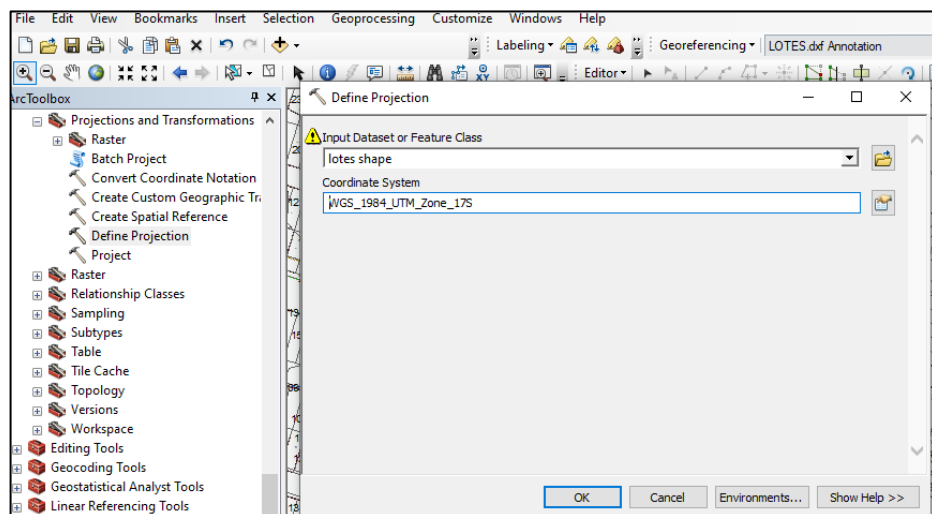 File Edit View Bookmarks Insert Selection Geoprocessing Customize Windows Help
Labeling Georeferencing LOTES.dxf Annotation
Editor
ArcToolbox
Projections and Transformations
Raster
Batch Project
Convert Coordinate Notation
Create Custom Geographic Tra
Create Spatial Reference
Define Projection
Project
Raster
Relationship Classes
Sampling
Subtypes
Table
Tile Cache
Topology
Versions
Workspace
Editing Tools
Geocoding Tools
Geostatistical Analyst Tools
Linear Referencing Tools
Define Projection
Input Dataset or Feature Class
lotes shape
Coordinate System
WGS_1984_UTM_Zone_17S
OK Cancel Environments... Show Help >>